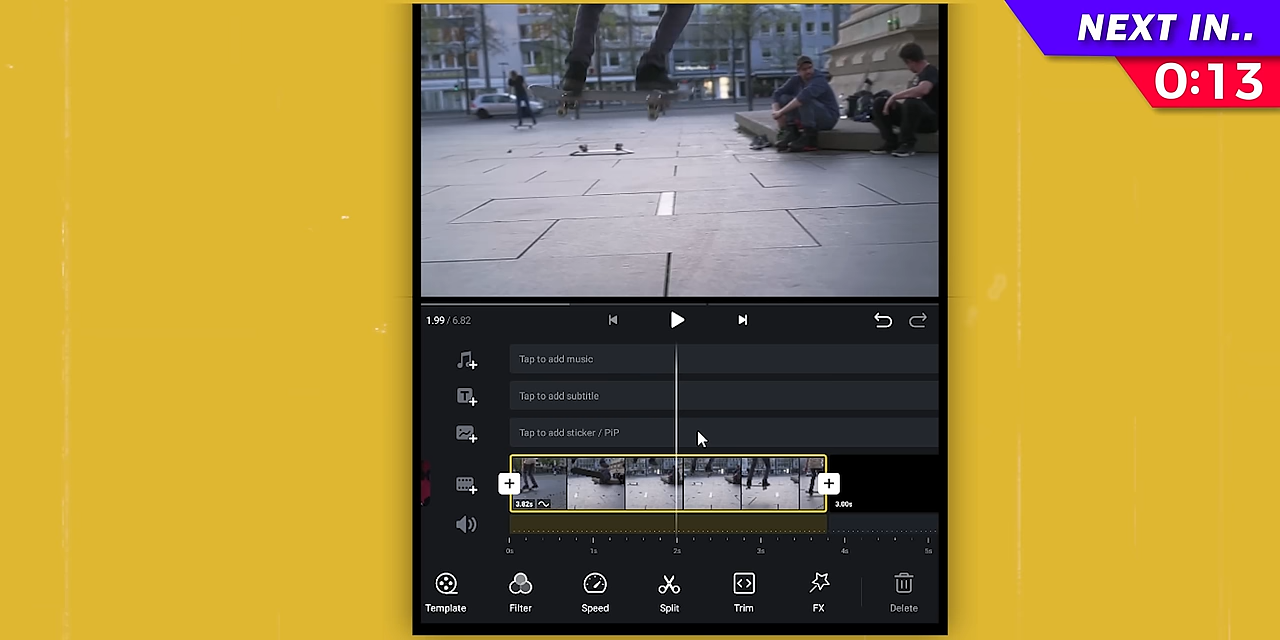 NEXT IN..
0:13
1.99 / 6.82
Tap to add music
Tap to add subtitle
Tap to add sticker / PiP
3.82s
3.00s
0s 1s 2s 3s 4s 5s
Template Filter Speed Split Trim FX Delete